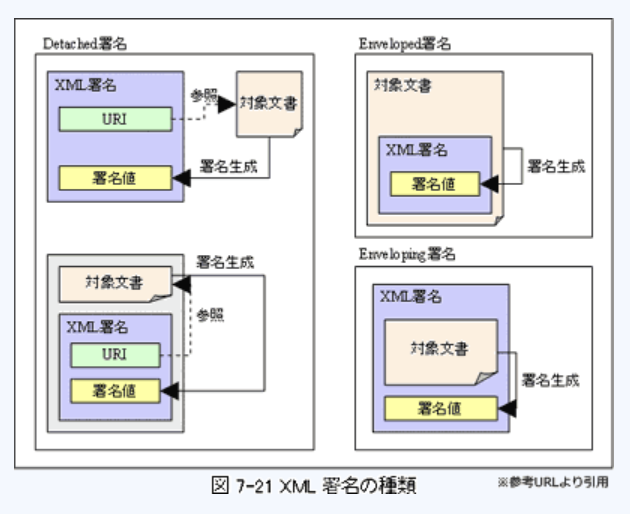 Detached署名
XML署名
URI
署名値
参照
対象文書
署名生成
対象文書
XML署名
URI
署名値
署名生成
参照
Enveloped署名
対象文書
XML署名
署名値
署名生成
Enveloping署名
XML署名
対象文書
署名値
署名生成
図 7-21 XML 署名の種類
※参考URLより引用